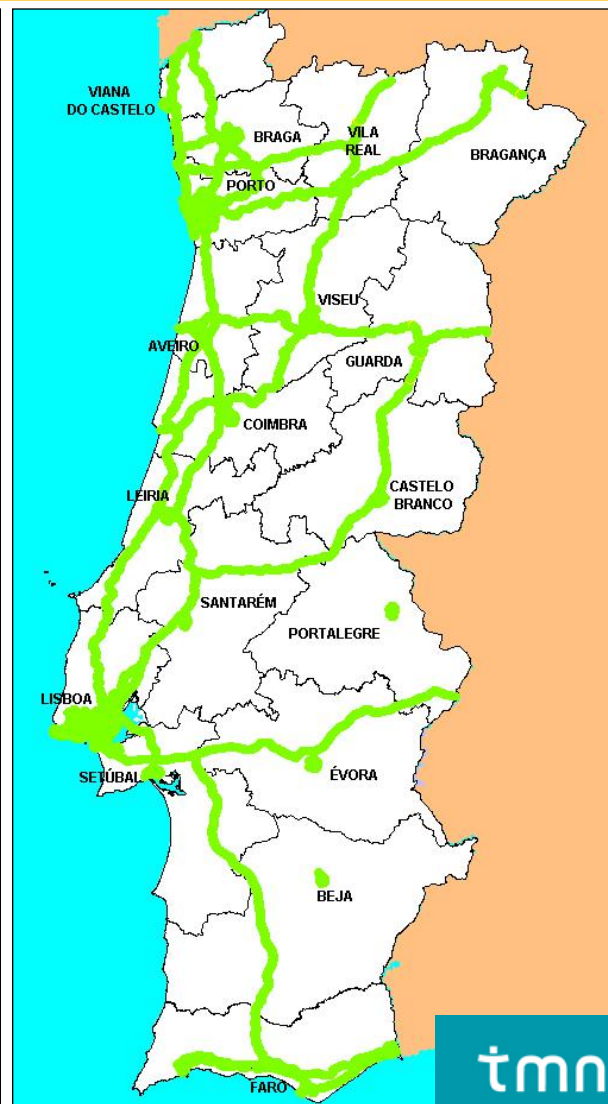 VIANA
DO CASTELO
BRAGA
VILA
REAL
BRAGANÇA
PORTO
VISEU
AVEIRO
GUARDA
COIMBRA
LEIRIA
CASTELO
BRANCO
SANTARÉM
PORTALEGRE
LISBOA
SETÚBAL
ÉVORA
BEJA
FARO
tmn